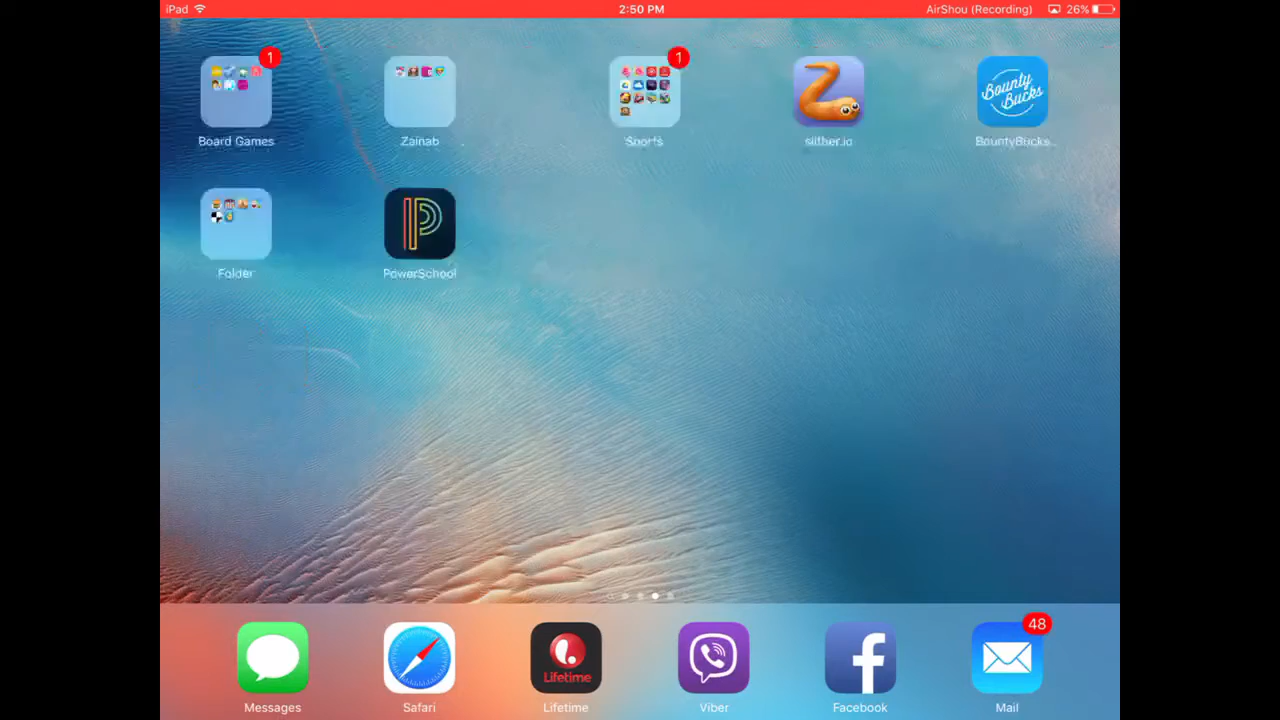 iPad 2:50 PM AirShou (Recording) 26%
1 1
Bounty Bucks
Board Games Zainab Sports slither.io BountyBucks...
Folder PowerSchool
48
Lifetime
Messages Safari Lifetime Viber Facebook Mail